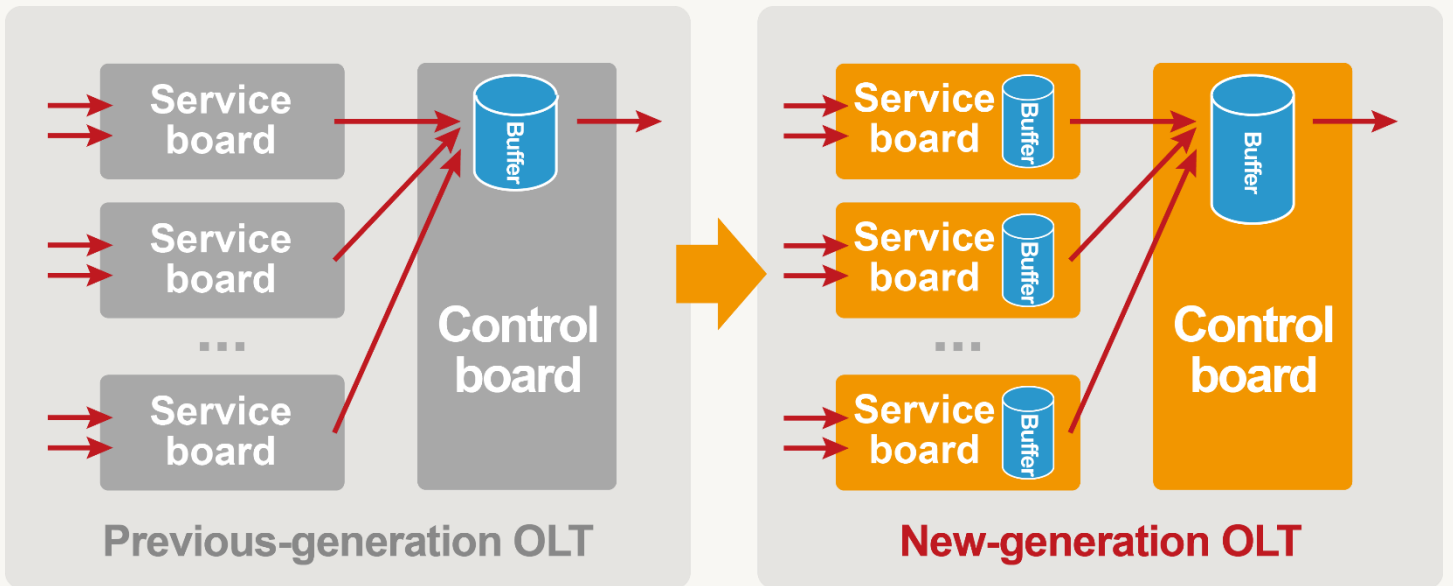 Service
board
Buffer
Service
board
...
Service
board
Control
board
Previous-generation OLT
Service
board
Buffer
Service
board
Buffer
...
Service
board
Buffer
Buffer
Control
board
New-generation OLT